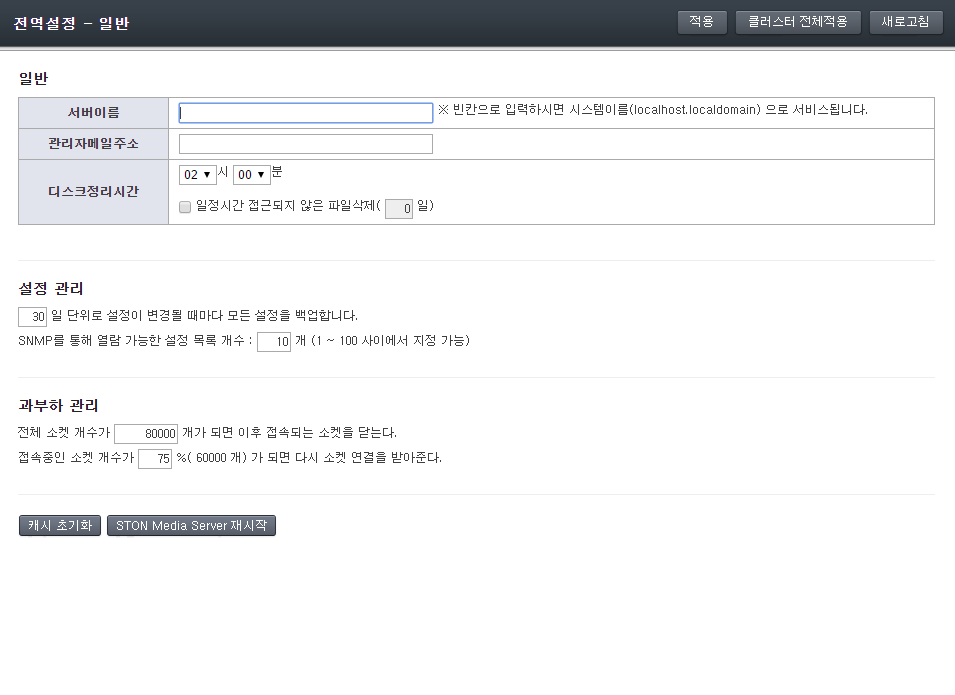 전역설정 - 일반
적용 클러스터 전체적용 새로고침
일반
서버이름 ※ 빈칸으로 입력하시면 시스템이름(localhost.localdomain) 으로 서비스됩니다.
관리자메일주소
디스크정리시간 02 ▼ 시 00 ▼ 분
일정시간 접근되지 않은 파일삭제( 0 일)
설정 관리
30 일 단위로 설정이 변경될 때마다 모든 설정을 백업합니다.
SNMP를 통해 열람 가능한 설정 목록 개수 : 10 개 (1 ~ 100 사이에서 지정 가능)
과부하 관리
전체 소켓 개수가 80000 개가 되면 이후 접속되는 소켓을 닫는다.
접속중인 소켓 개수가 75 %( 60000 개) 가 되면 다시 소켓 연결을 받아준다.
캐시 초기화 STON Media Server 재시작